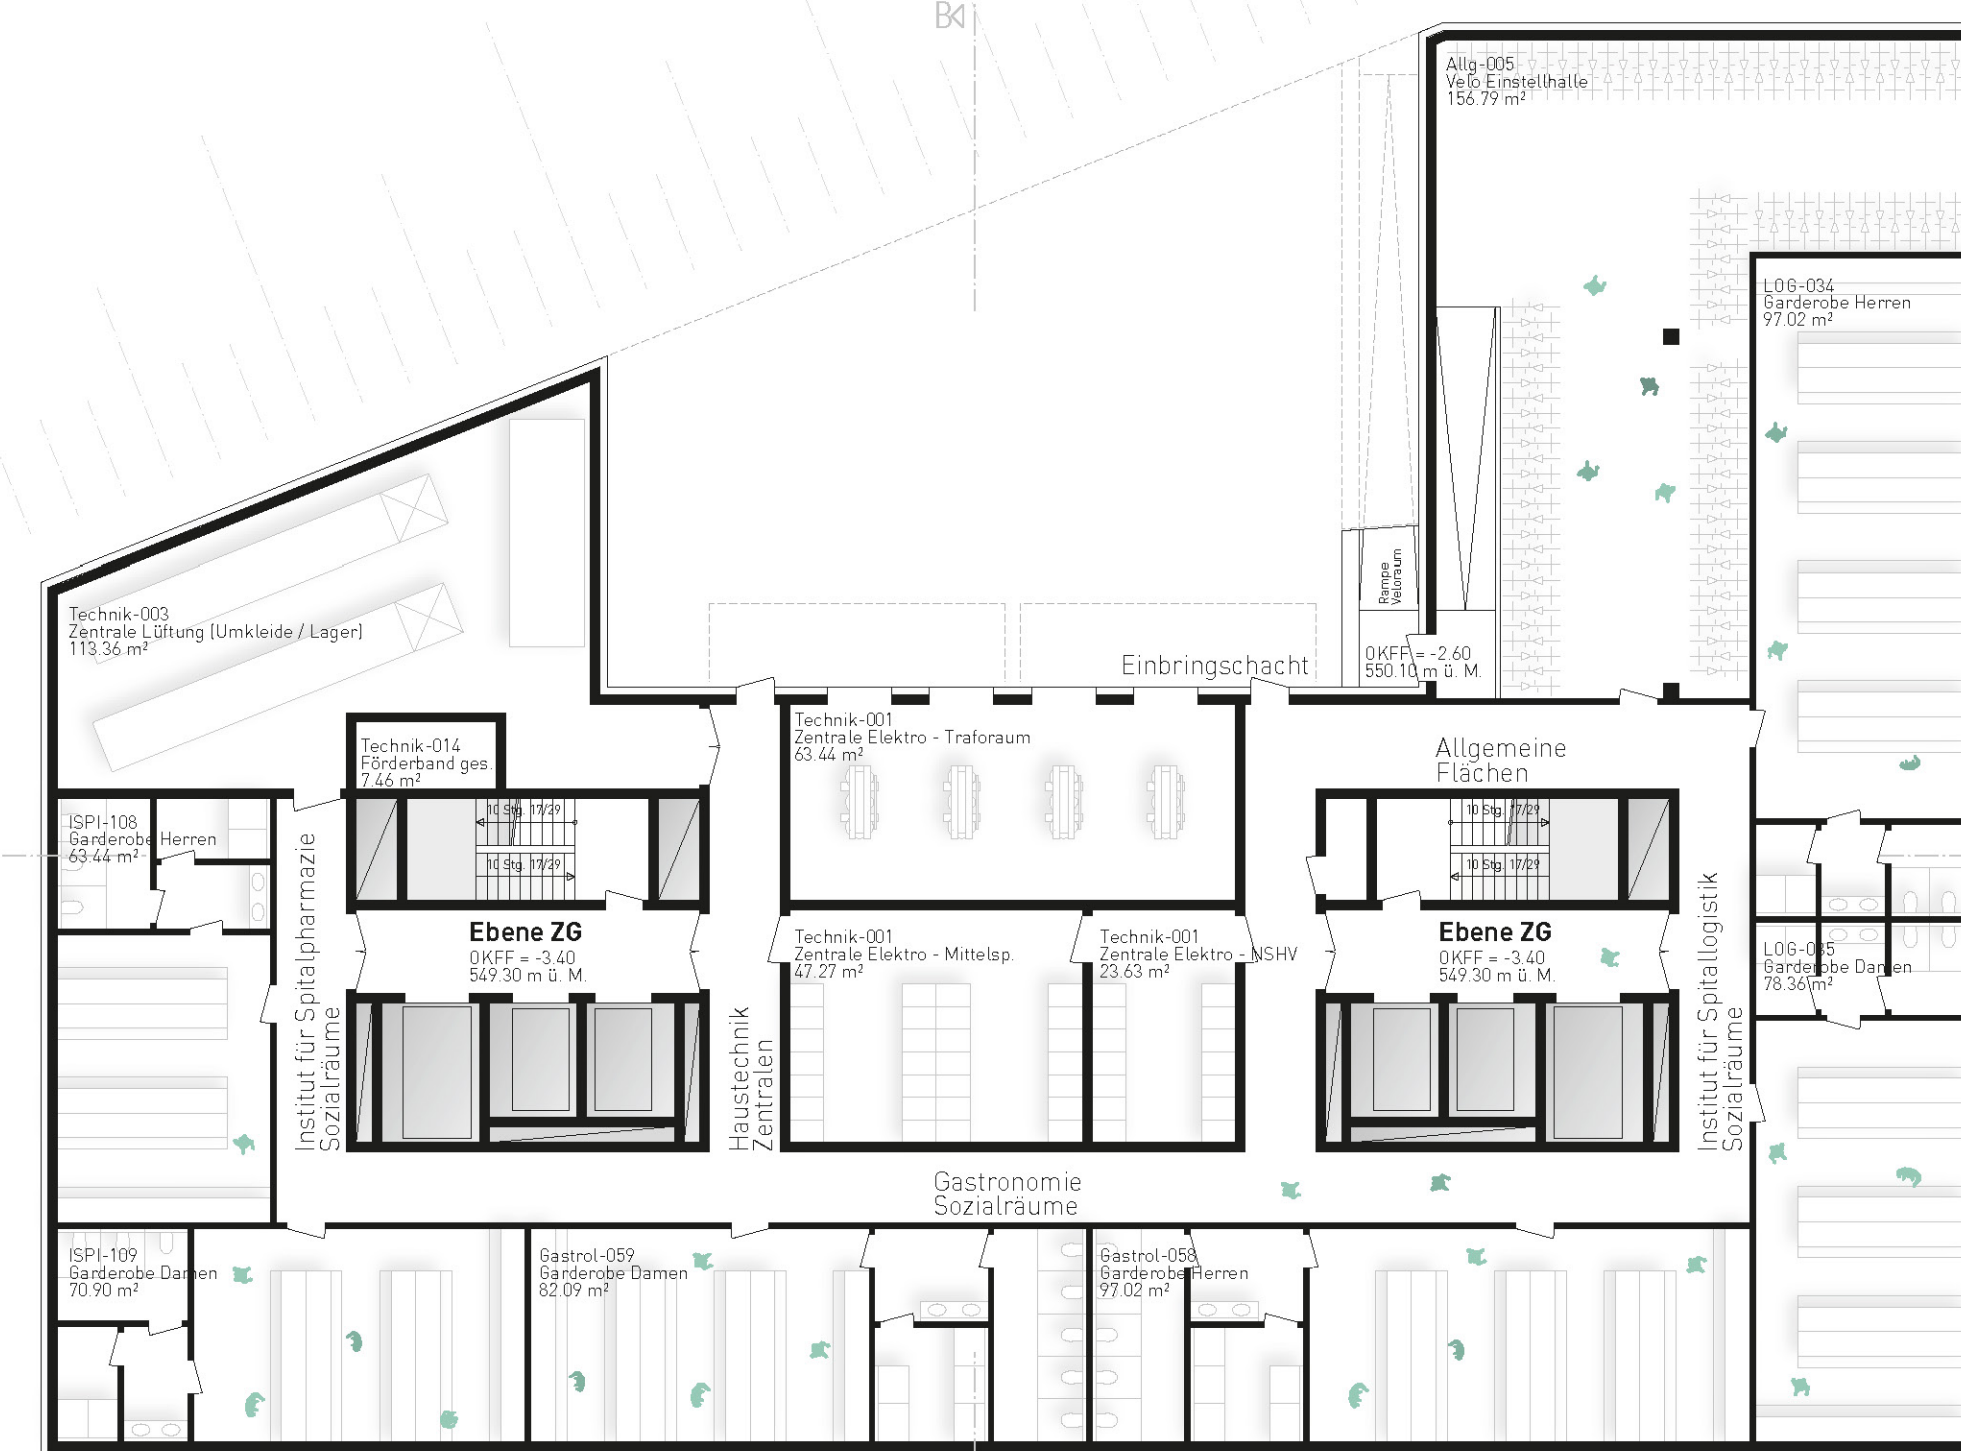 B
Allg-005
Velo Einstellhalle
156.79 m²
LOG-034
Garderobe Herren
97.02 m²
Technik-003
Zentrale Lüftung (Umkleide / Lager)
113.36 m²
Rampe
Veloraum
OKFF = -2.60
550.10 m ü. M.
Einbringschacht
Technik-014
Förderband ges.
7.46 m²
Technik-001
Zentrale Elektro - Traforaum
63.44 m²
Allgemeine
Flächen
ISPI-108
Garderobe Herren
63.44 m²
10 Stg. 17/29
10 Stg. 17/29
10 Stg. 17/29
10 Stg. 17/29
Institut für Spitalpharmazie
Sozialräume
Ebene ZG
OKFF = -3.40
549.30 m ü. M.
Haustechnik
Zentralen
Technik-001
Zentrale Elektro - Mittelsp.
47.27 m²
Technik-001
Zentrale Elektro - NSHV
23.63 m²
Ebene ZG
OKFF = -3.40
549.30 m ü. M.
Institut für Spitallogistik
Sozialräume
LOG-035
Garderobe Damen
78.36 m²
Gastronomie
Sozialräume
ISPI-109
Garderobe Damen
70.90 m²
Gastrol-059
Garderobe Damen
82.09 m²
Gastrol-058
Garderobe Herren
97.02 m²